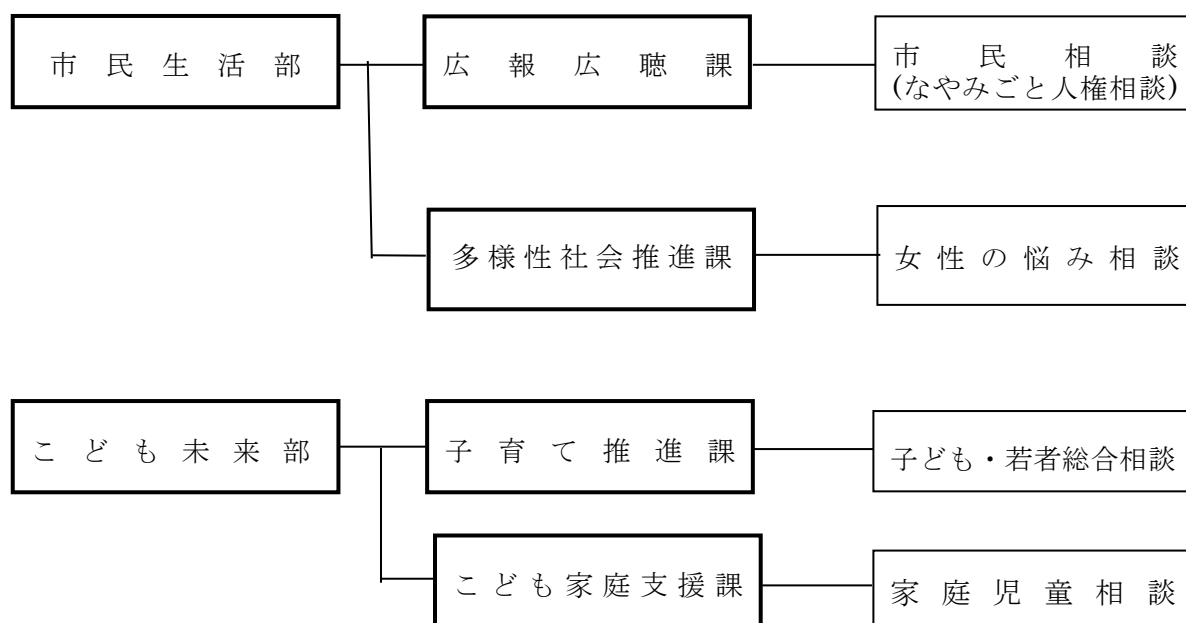 市民生活部
広報広聴課
市民相談
(なやみごと人権相談)
多様性社会推進課
女性の悩み相談
こども未来部
子育て推進課
子ども・若者総合相談
こども家庭支援課
家庭児童相談